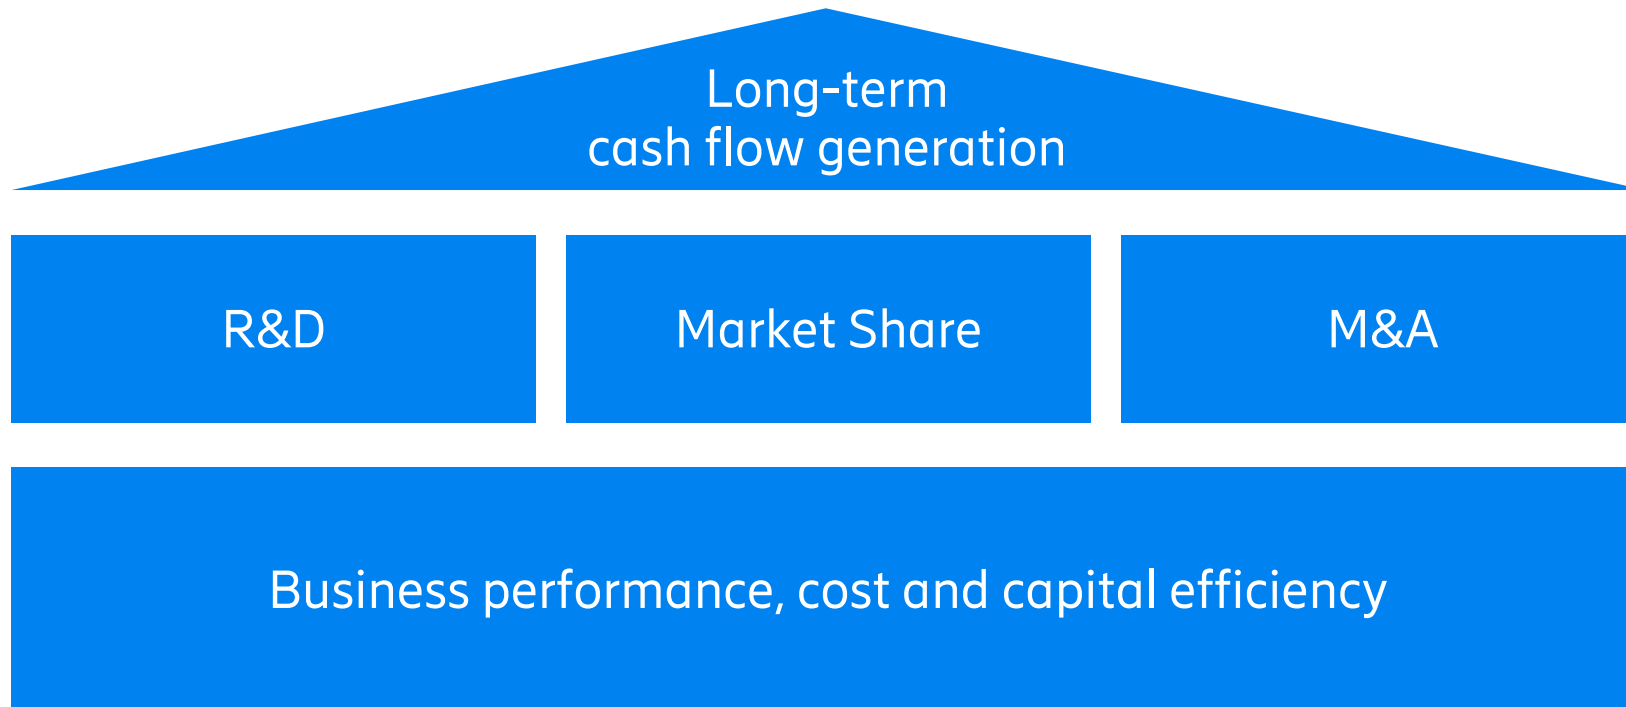 Long-term
cash flow generation
R&D
Market Share
M&A
Business performance, cost and capital efficiency